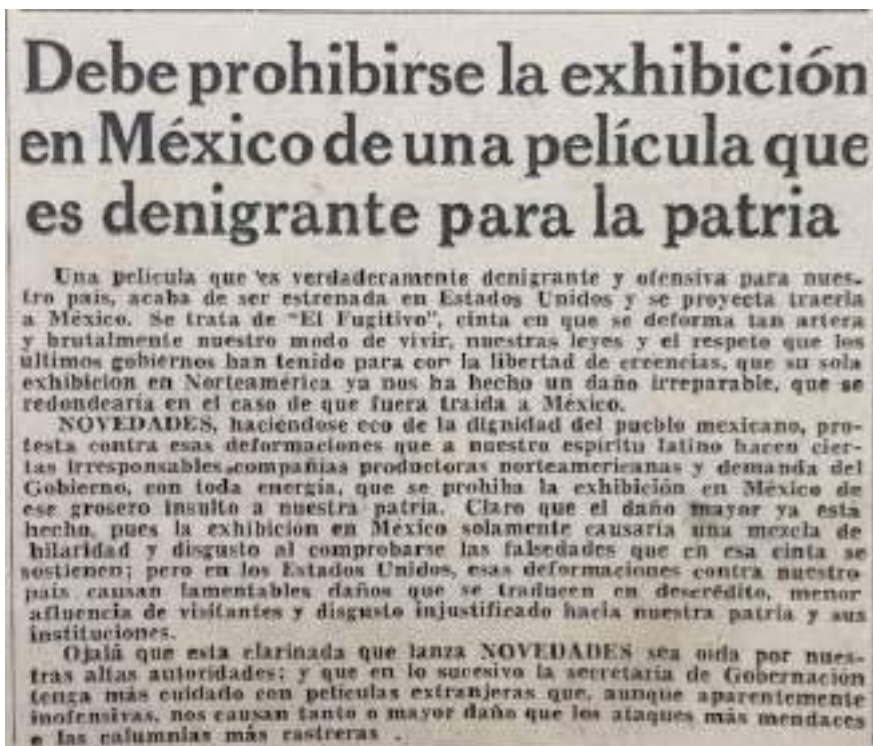 Debe prohibirse la exhibición
en México de una película que
es denigrante para la patria
Una película que es verdaderamente denigrante y ofensiva para nues-
tro país, acaba de ser estrenada en Estados Unidos y se proyecta traerla
a México. Se trata de "El Fugitivo", cinta en que se deforma tan artera
y brutalmente nuestro modo de vivir, nuestras leyes y el respeto que los
últimos gobiernos han tenido para con la libertad de creencias, que su sola
exhibicion en Norteamérica ya nos ha hecho un daño irreparable, que se
redondearía en el caso de que fuera traída a México.
NOVEDADES, haciéndose eco de la dignidad del pueblo mexicano, pro-
testa contra esas deformaciones que a nuestro espíritu latino hacen cier-
tas irresponsables compañías productoras norteamericanas y demanda del
Gobierno, con toda energía, que se prohiba la exhibición en México de
ese grosero insulto a nuestra patria. Claro que el daño mayor ya está
hecho, pues la exhibicion en México solamente causaría una mezcla de
hilaridad y disgusto al comprobarse las falsedades que en esa cinta se
sostienen; pero en los Estados Unidos, esas deformaciones contra nuestro
país causan lamentables daños que se traducen en descrédito, menor
afluencia de visitantes y disgusto injustificado hacia nuestra patria y sus
instituciones.
Ojalá que esta clarinada que lanza NOVEDADES sea oída por nues-
tras altas autoridades; y que en lo sucesivo la secretaría de Gobernación
tenga más cuidado con películas extranjeras que, aunque aparentemente
inofensivas, nos causan tanto o mayor daño que los ataques más mendaces
o las calumnias más rastreras .